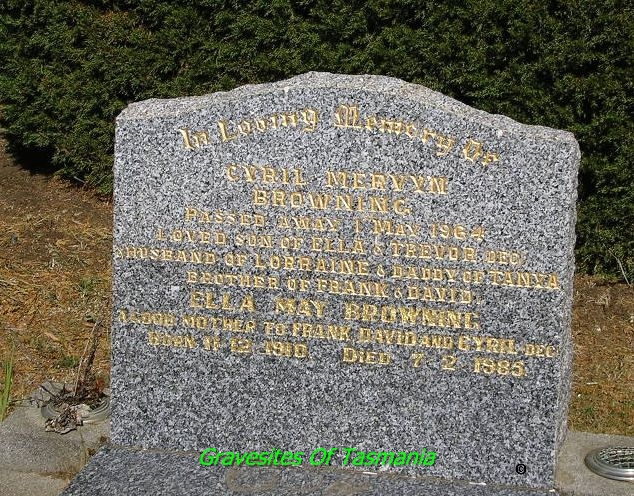 In Loving Memory Of
CYRIL MERVYN
BROWNING
PASSED AWAY 1 MAY 1964
LOVED SON OF ELLA & TREVOR DEC.
HUSBAND OF LORRAINE & DADDY OF TANYA
BROTHER OF FRANK & DAVID.
ELLA MAY BROWNING
A GOOD MOTHER TO FRANK, DAVID AND CYRIL DEC
BORN 11 12 1910. DIED 7-2-1985.
Gravesites Of Tasmania
©